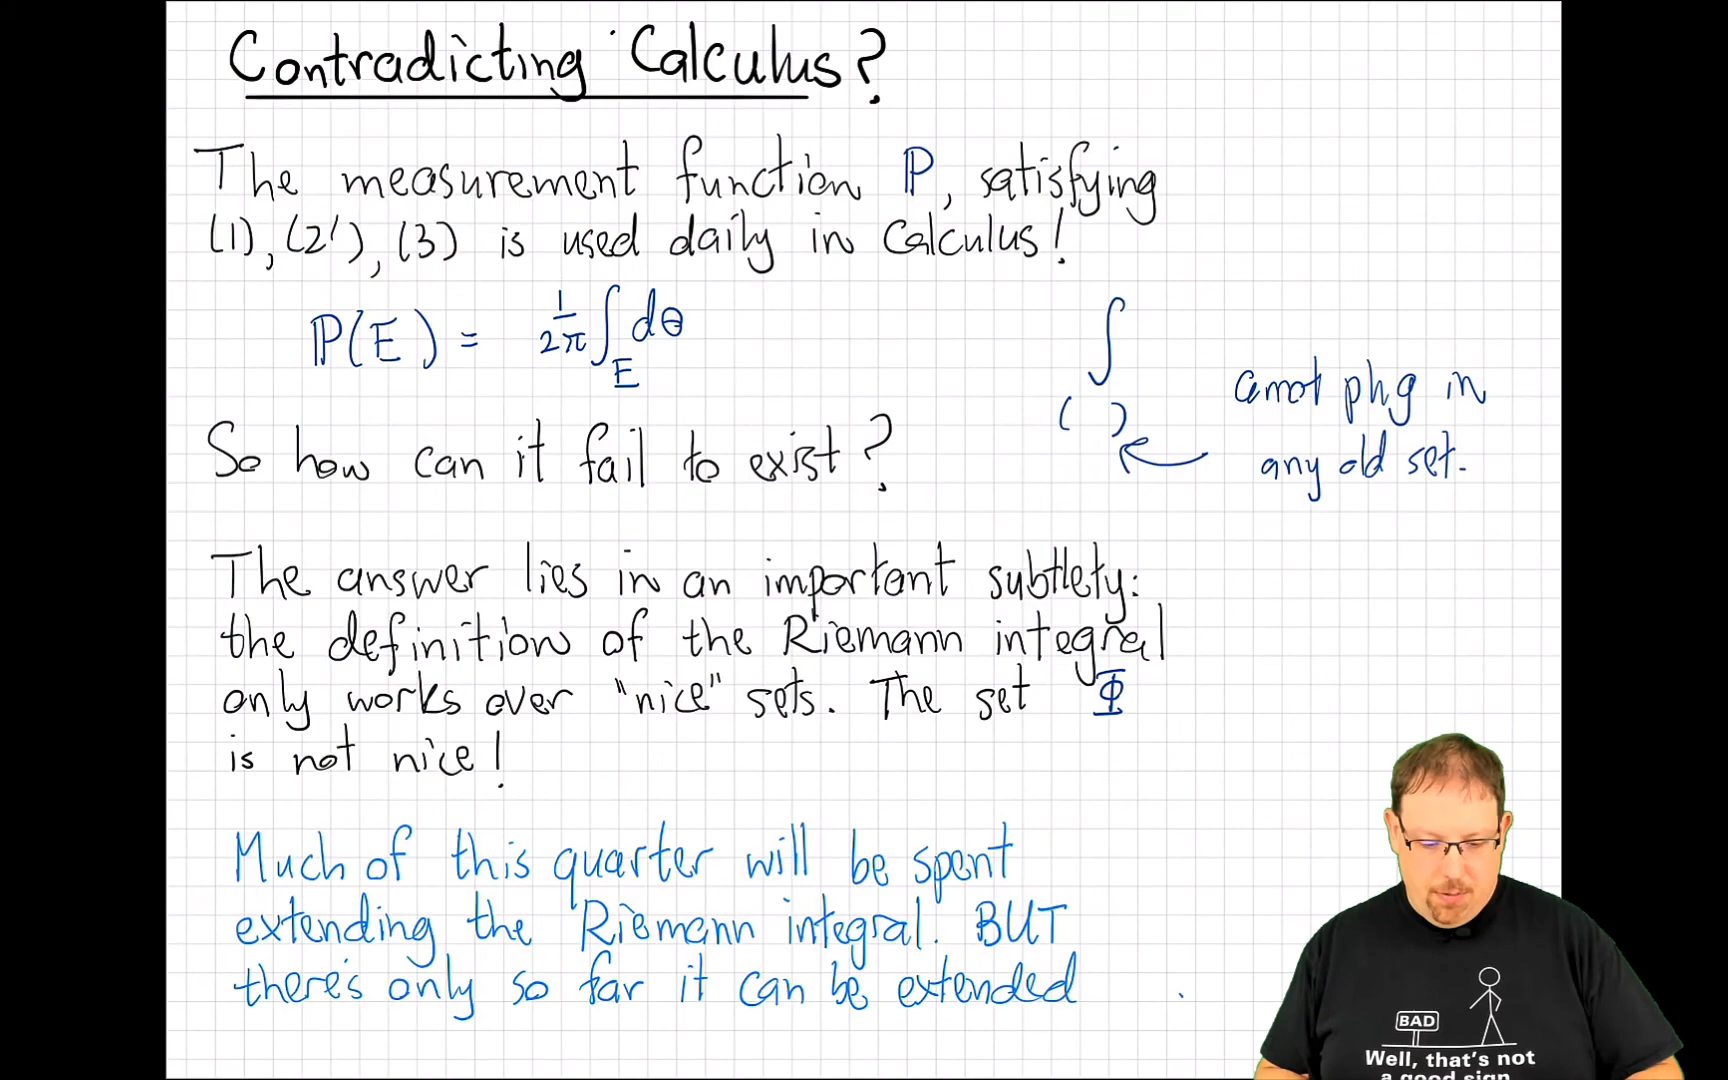 Contradicting Calculus?
The measurement function ℙ, satisfying
(1), (2'), (3) is used daily in Calculus!
ℙ(E) = 1/2π ∫_E dθ
∫_( )
cannot plug in
any old set.
So how can it fail to exist?
The answer lies in an important subtlety:
the definition of the Riemann integral
only works over "nice" sets. The set Φ
is not nice!
Much of this quarter will be spent
extending the Riemann integral. BUT
there's only so far it can be extended
BAD
Well, that's not
a good sign